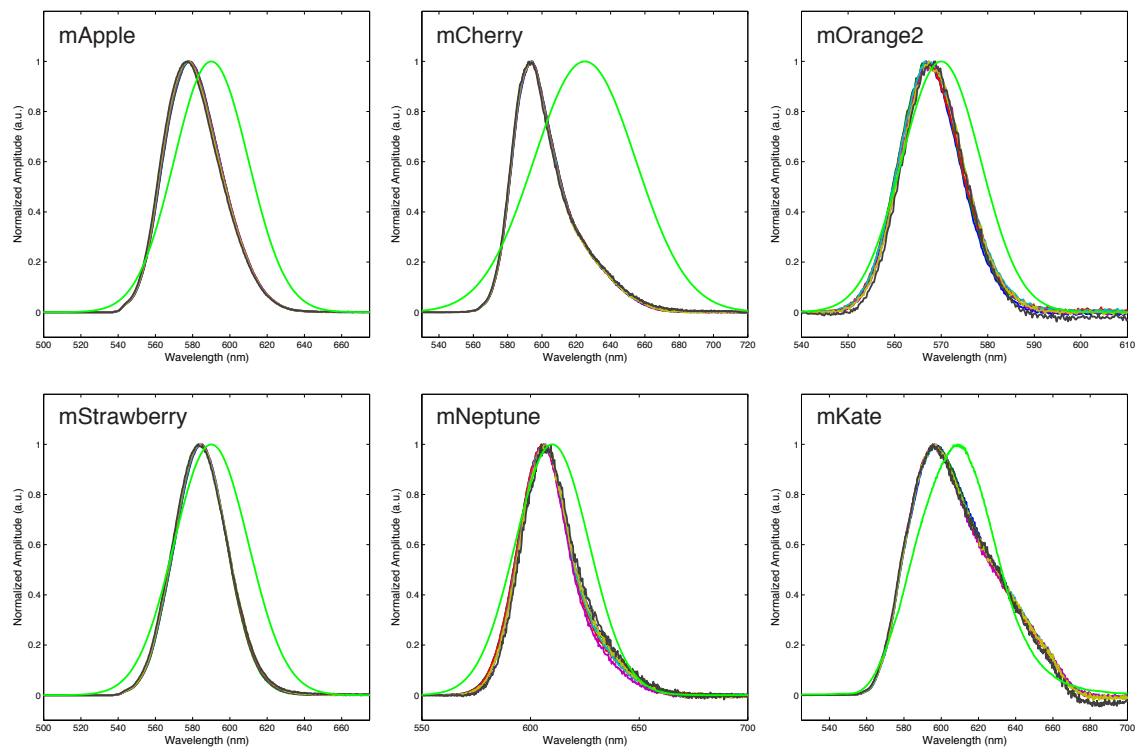 mApple
1
0.8
0.6
0.4
0.2
0
Normalized Amplitude (a.u.)
500 520 540 560 580 600 620 640 660
Wavelength (nm)
mCherry
1
0.8
0.6
0.4
0.2
0
Normalized Amplitude (a.u.)
540 560 580 600 620 640 660 680 700 720
Wavelength (nm)
mOrange2
1
0.8
0.6
0.4
0.2
0
Normalized Amplitude (a.u.)
540 550 560 570 580 590 600 610
Wavelength (nm)
mStrawberry
1
0.8
0.6
0.4
0.2
0
Normalized Amplitude (a.u.)
500 520 540 560 580 600 620 640 660
Wavelength (nm)
mNeptune
1
0.8
0.6
0.4
0.2
0
Normalized Amplitude (a.u.)
550 600 650 700
Wavelength (nm)
mKate
1
0.8
0.6
0.4
0.2
0
Normalized Amplitude (a.u.)
540 560 580 600 620 640 660 680 700
Wavelength (nm)